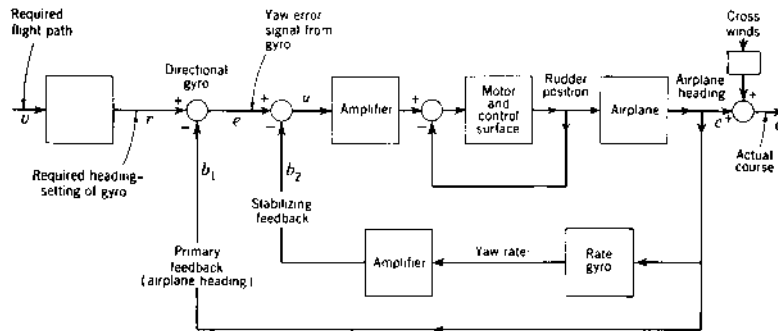 Required
flight path
Yaw error
signal from
gyro
Cross
winds
Directional
gyro
u
Amplifier
Motor
and
control
surface
Rudder
position
Airplane
Airplane
heading
υ
r
+
−
e
+
−
+
−
c
+
+
Required heading-
setting of gyro
b1
b2
Actual
course
Stabilizing
feedback
Primary
feedback
(airplane heading)
Amplifier
Yaw rate
Rate
gyro